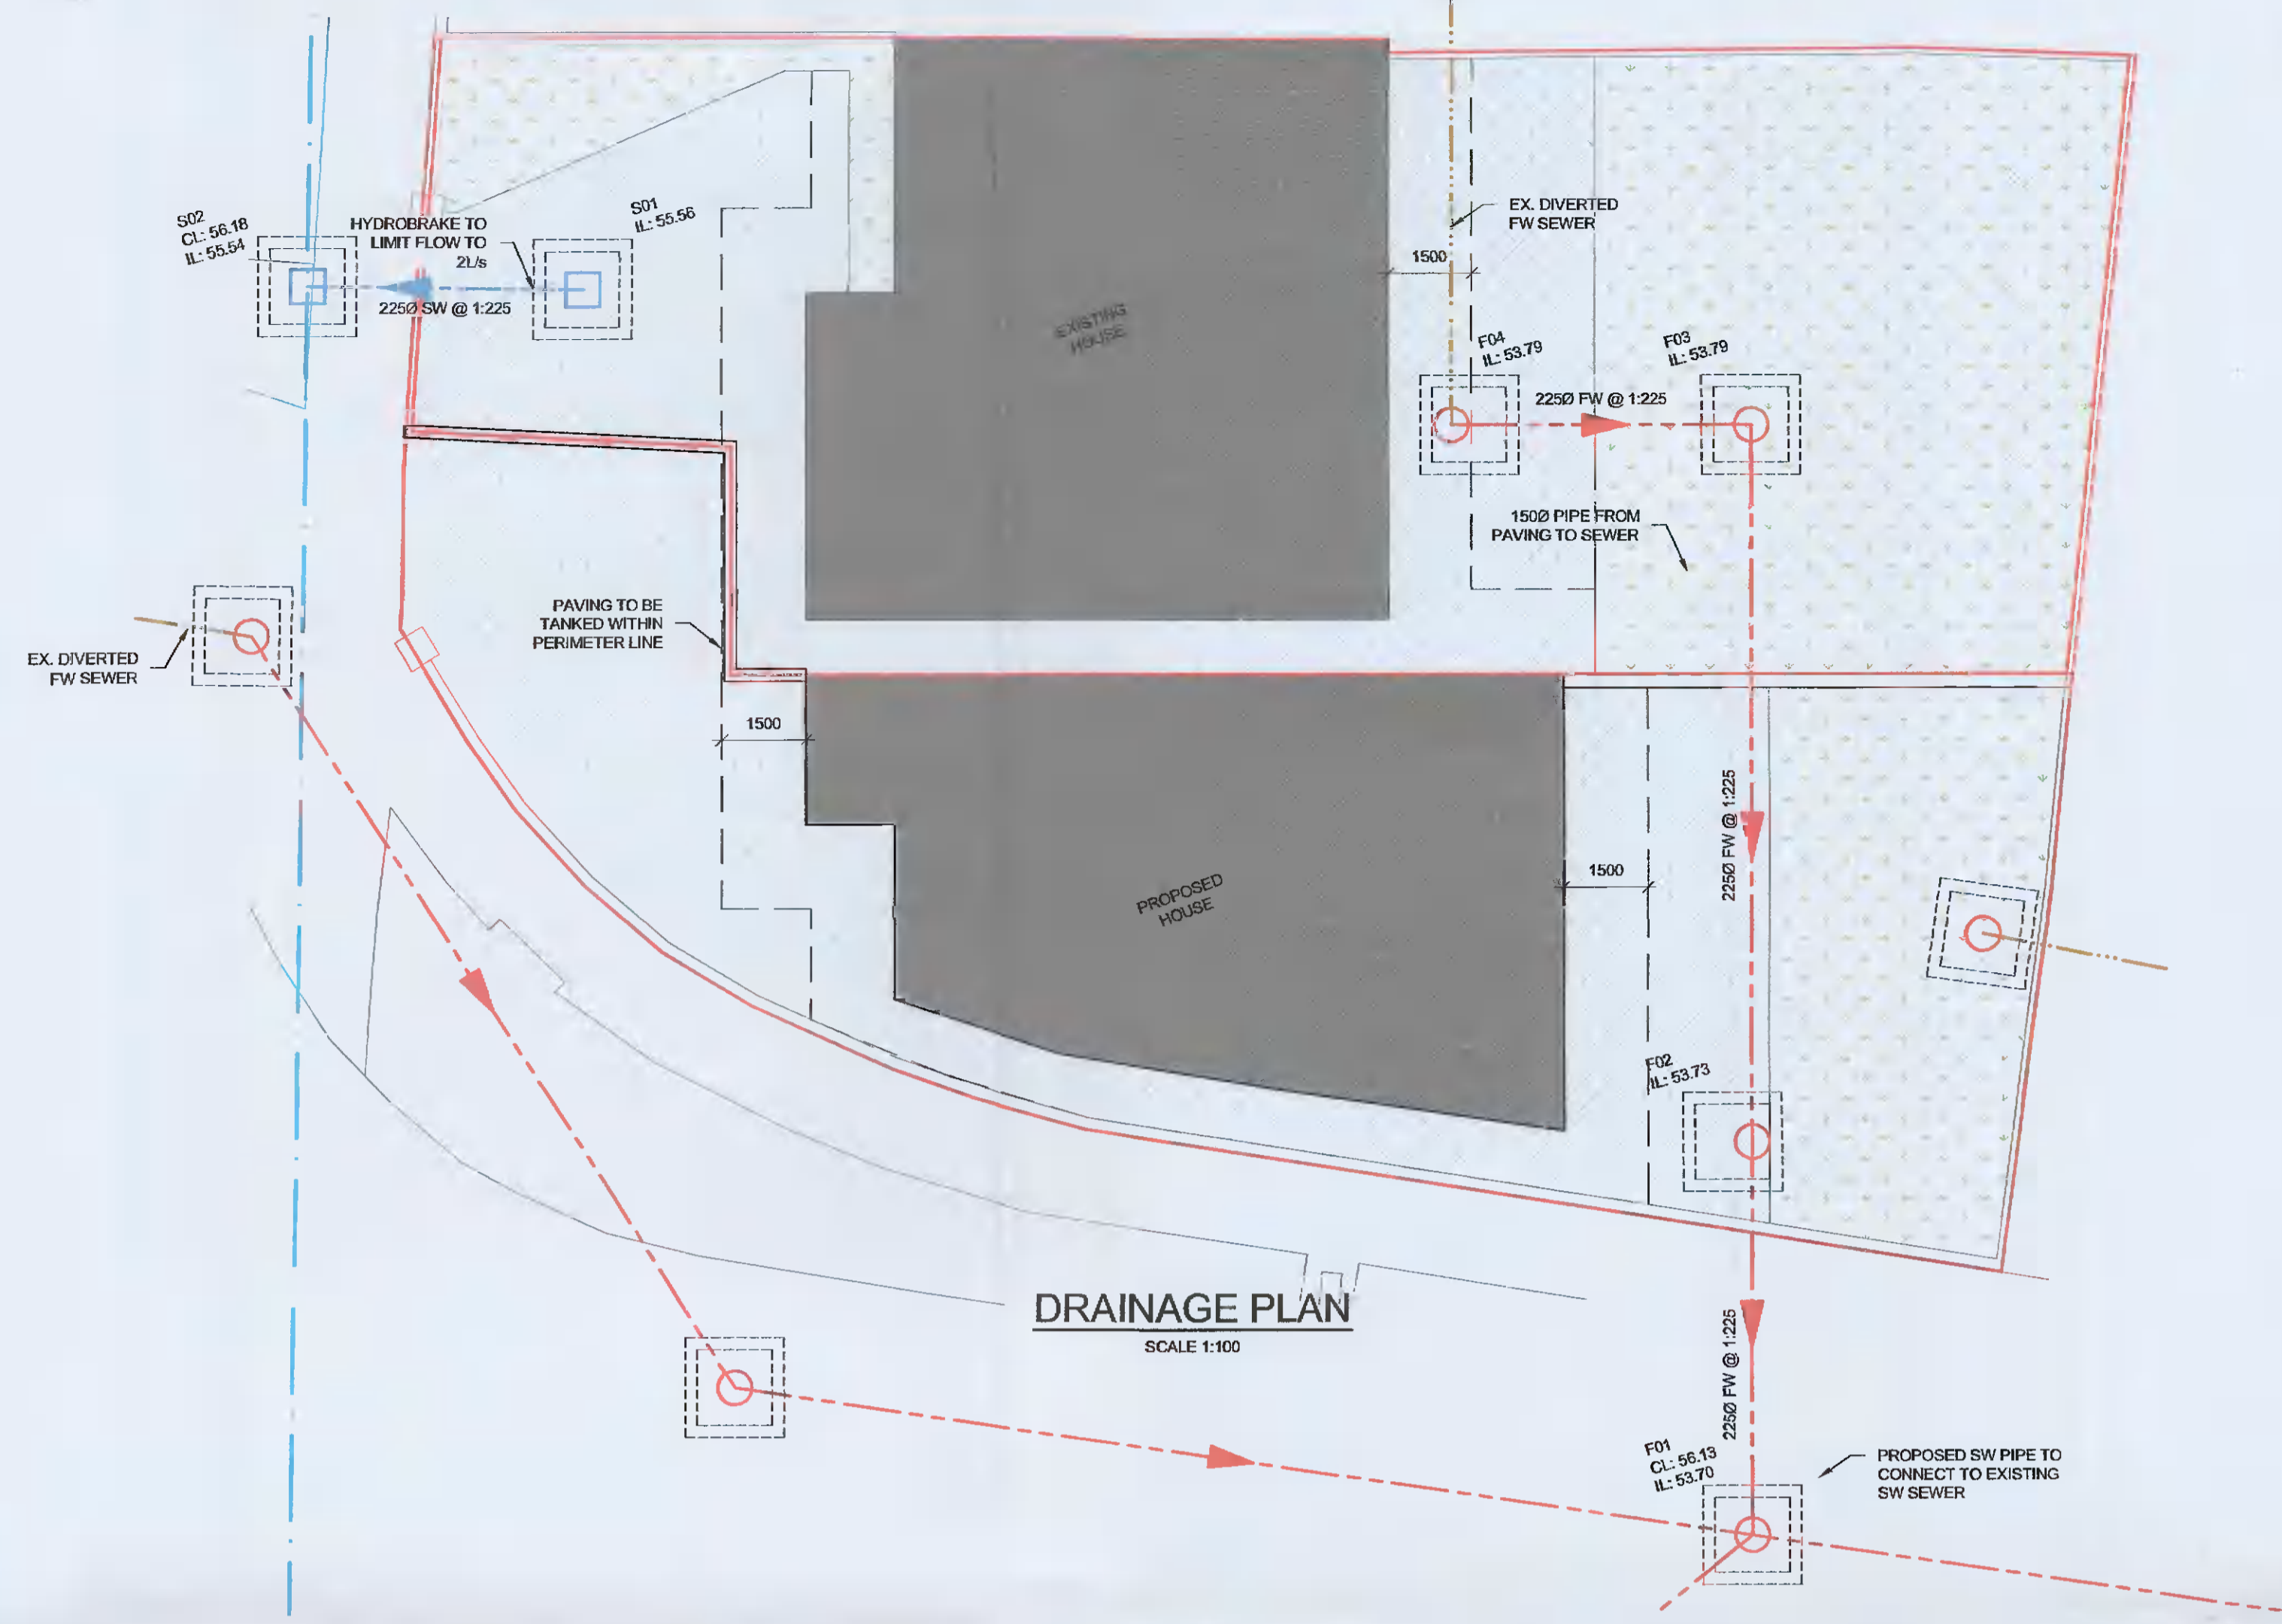 S02
CL: 56.18
IL: 55.54
HYDROBRAKE TO
LIMIT FLOW TO
2L/s
S01
IL: 55.56
225Ø SW @ 1:225
EX. DIVERTED
FW SEWER
1500
EXISTING
HOUSE
F04
IL: 53.79
F03
IL: 53.79
225Ø FW @ 1:225
150Ø PIPE FROM
PAVING TO SEWER
PAVING TO BE
TANKED WITHIN
PERIMETER LINE
EX. DIVERTED
FW SEWER
1500
225Ø FW @ 1:225
1500
PROPOSED
HOUSE
F02
IL: 53.73
DRAINAGE PLAN
SCALE 1:100
225Ø FW @ 1:225
F01
CL: 56.13
IL: 53.70
PROPOSED SW PIPE TO
CONNECT TO EXISTING
SW SEWER